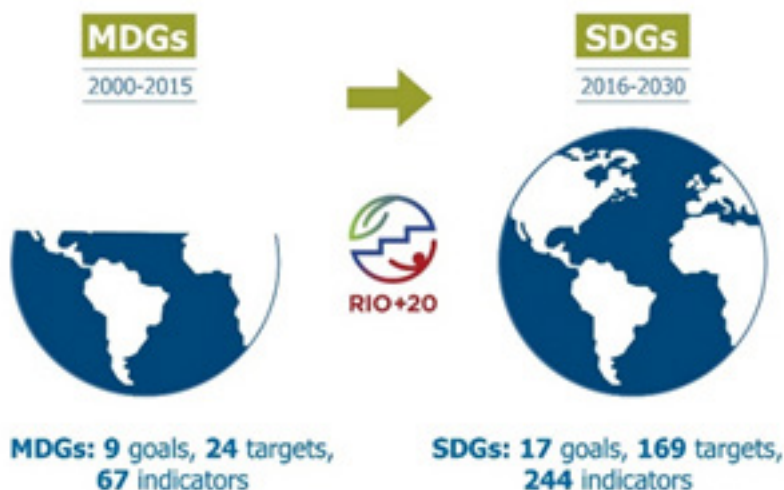 MDGs
2000-2015
SDGs
2016-2030
RIO+20
MDGs: 9 goals, 24 targets,
67 indicators
SDGs: 17 goals, 169 targets,
244 indicators